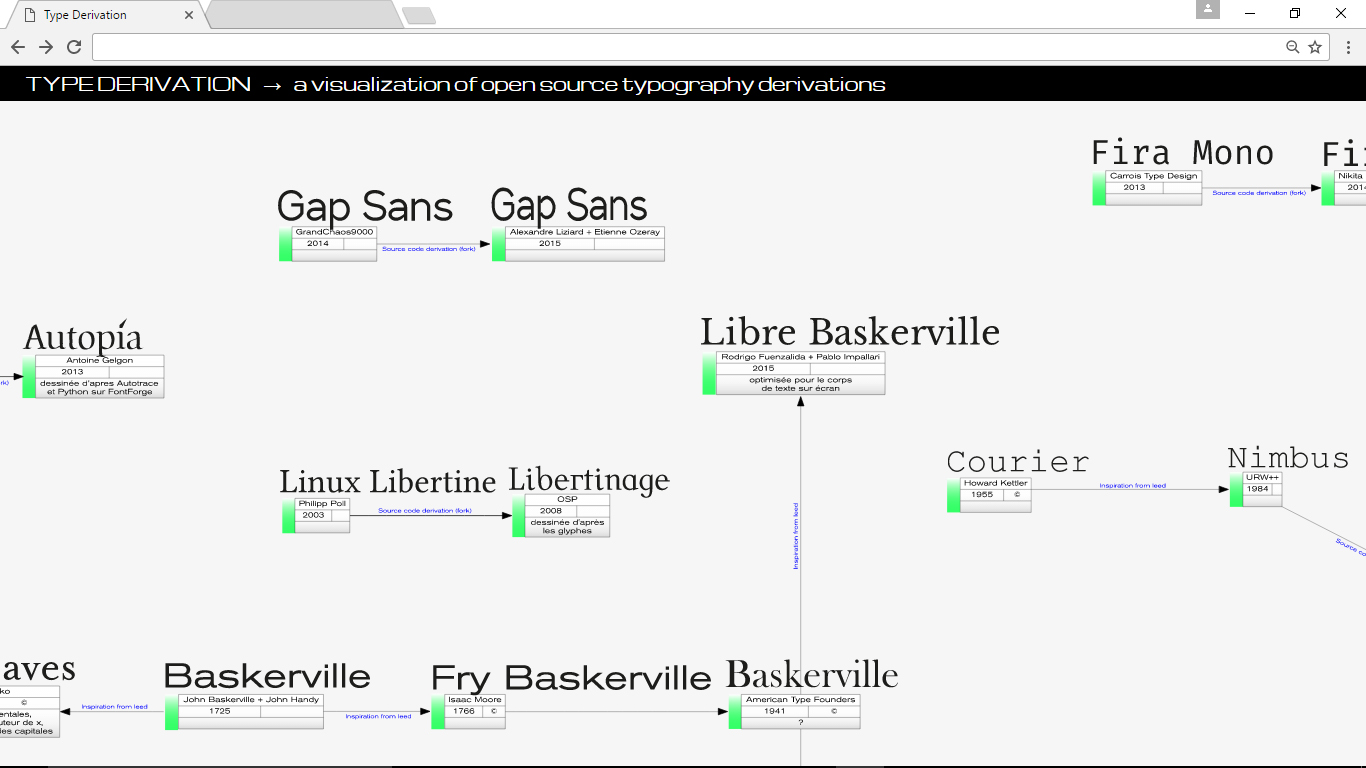 Type Derivation
TYPE DERIVATION → a visualization of open source typography derivations
Fira Mono
Carrois Type Design
2013
Source code derivation (fork)
Nikita
2014
Gap Sans
GrandChaos9000
2014
Source code derivation (fork)
Gap Sans
Alexandre Liziard + Etienne Ozeray
2015
Autopía
Antoine Gelgon
2013
dessinée d'apres Autotrace
et Python sur FontForge
Libre Baskerville
Rodrigo Fuenzalida + Pablo Impallari
2015
optimisée pour le corps
de texte sur écran
Inspiration from leed
Linux Libertine
Philipp Poll
2003
Source code derivation (fork)
Libertinage
OSP
2008
dessinée d'après
les glyphes
Courier
Howard Kettler
1955 ©
Inspiration from leed
Nimbus
URW++
1984
Source co
aves
ko
©
entales,
uteur de x,
les capitales
Inspiration from leed
Baskerville
John Baskerville + John Handy
1725
Inspiration from leed
Fry Baskerville
Isaac Moore
1766 ©
Baskerville
American Type Founders
1941 ©
?